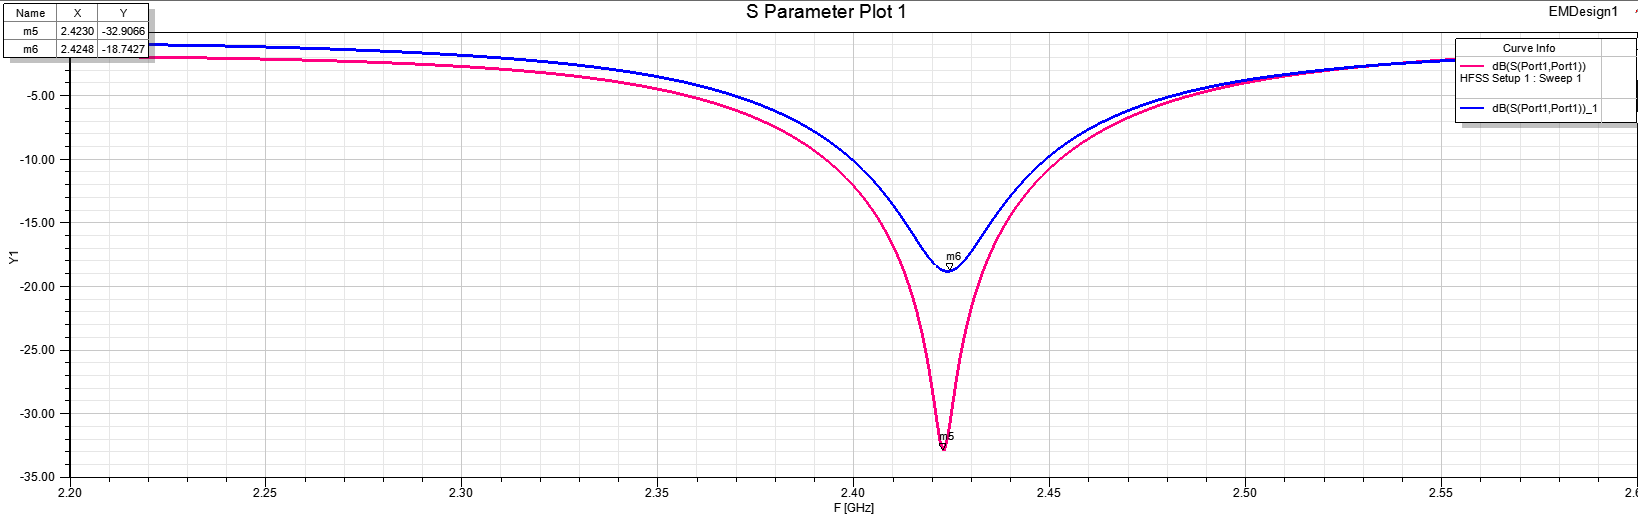 S Parameter Plot 1
EMDesign1
Name X Y
m5 2.4230 -32.9066
m6 2.4248 -18.7427
Curve Info
dB(S(Port1,Port1))
HFSS Setup 1 : Sweep 1
dB(S(Port1,Port1))_1
-5.00
-10.00
-15.00
-20.00
-25.00
-30.00
-35.00
Y1
m6
m5
2.20 2.25 2.30 2.35 2.40 2.45 2.50 2.55
F [GHz]